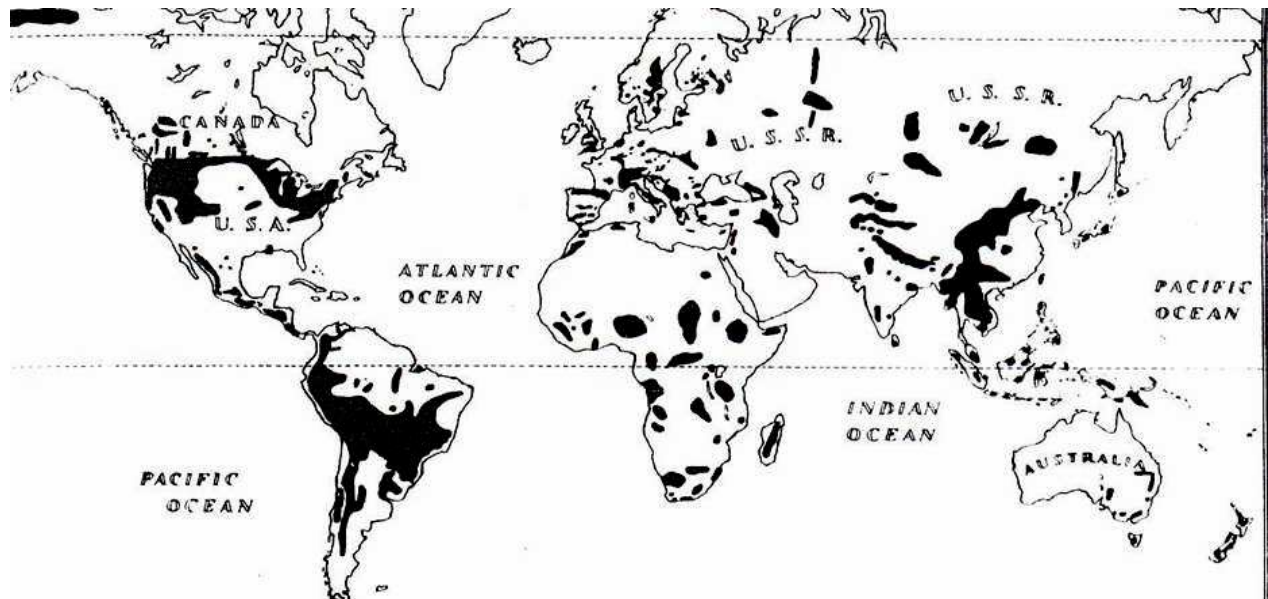 U. S. S. R.
CANADA
U. S. S. R.
U. S. A.
ATLANTIC
OCEAN
PACIFIC
OCEAN
INDIAN
OCEAN
AUSTRALIA
PACIFIC
OCEAN